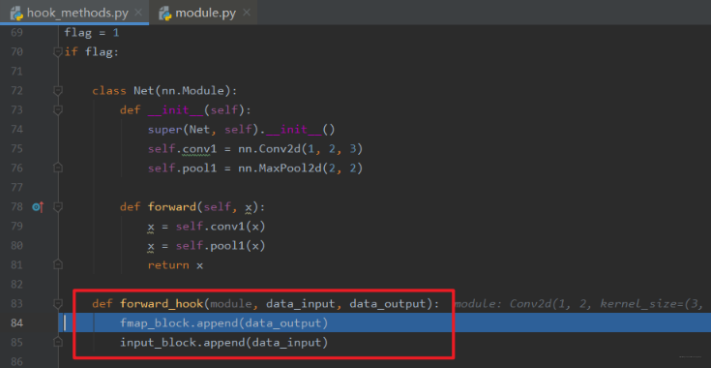 hook_methods.py × module.py ×
69 flag = 1
70 if flag:
71
72 class Net(nn.Module):
73 def __init__(self):
74 super(Net, self).__init__()
75 self.conv1 = nn.Conv2d(1, 2, 3)
76 self.pool1 = nn.MaxPool2d(2, 2)
77
78 def forward(self, x):
79 x = self.conv1(x)
80 x = self.pool1(x)
81 return x
82
83 def forward_hook(module, data_input, data_output): module: Conv2d(1, 2, kernel_size=(3,
84 fmap_block.append(data_output)
85 input_block.append(data_input)
86